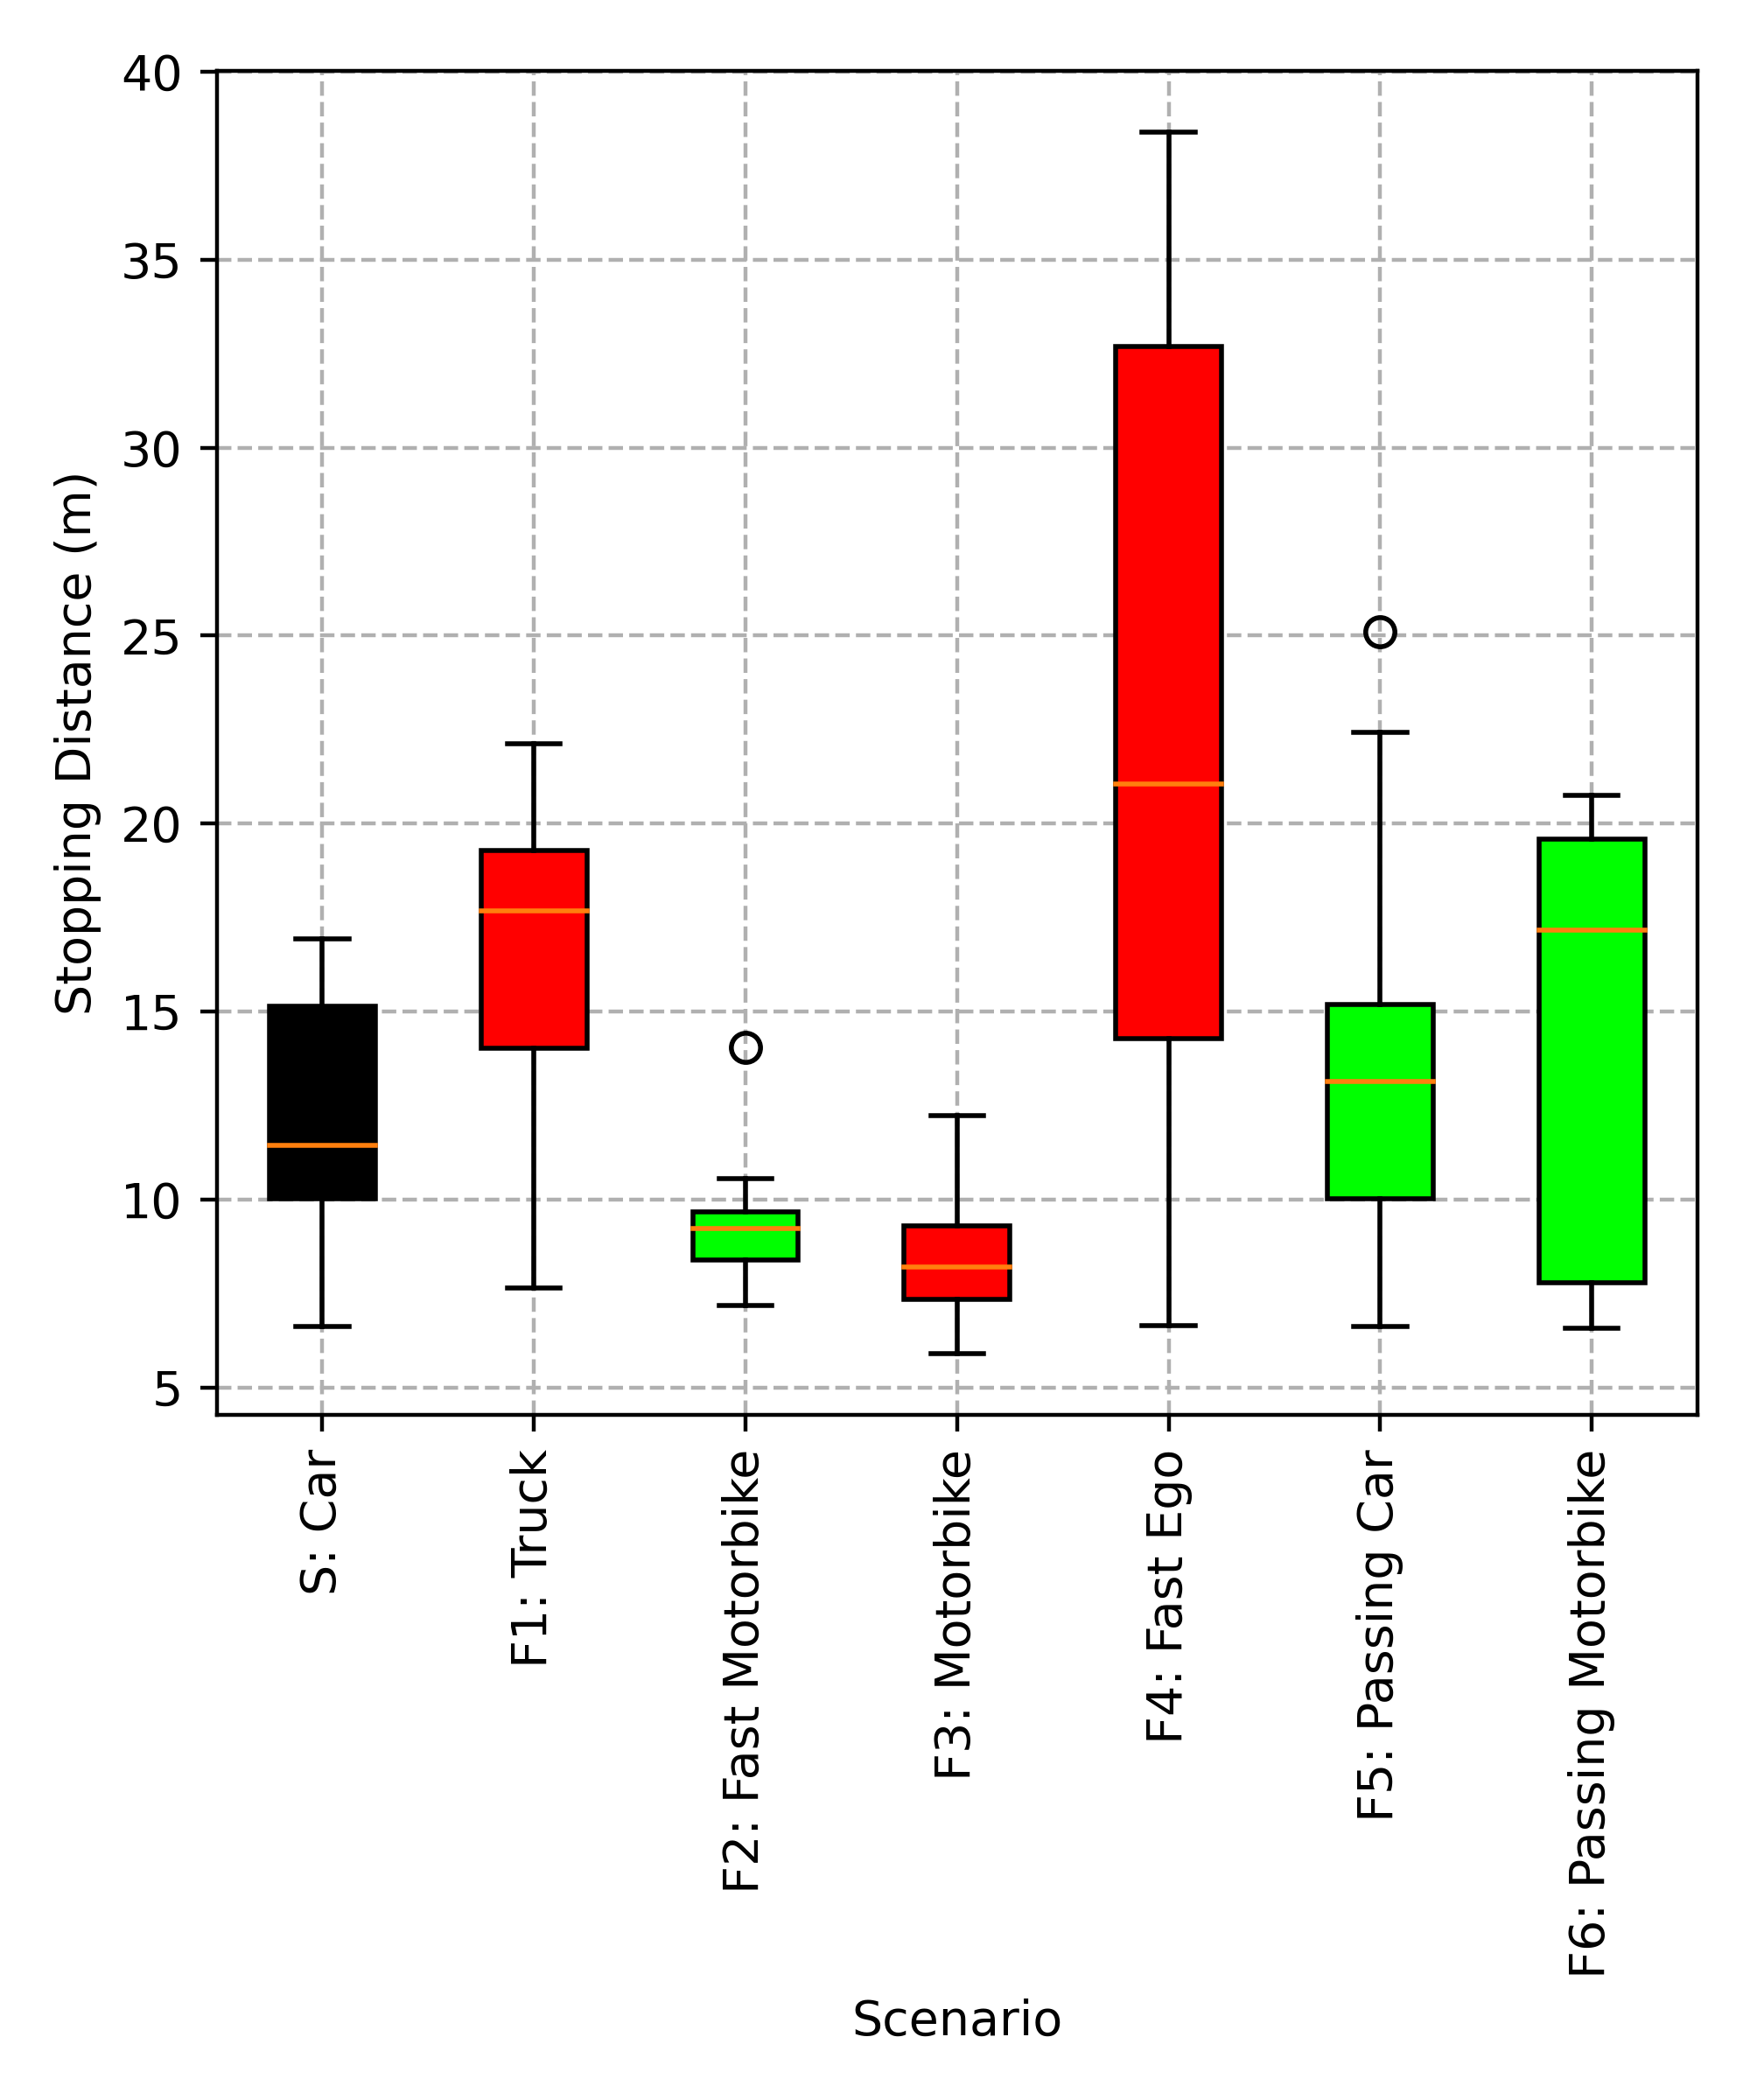 40
35
30
25
20
15
10
5
Stopping Distance (m)
S: Car
F1: Truck
F2: Fast Motorbike
F3: Motorbike
F4: Fast Ego
F5: Passing Car
F6: Passing Motorbike
Scenario